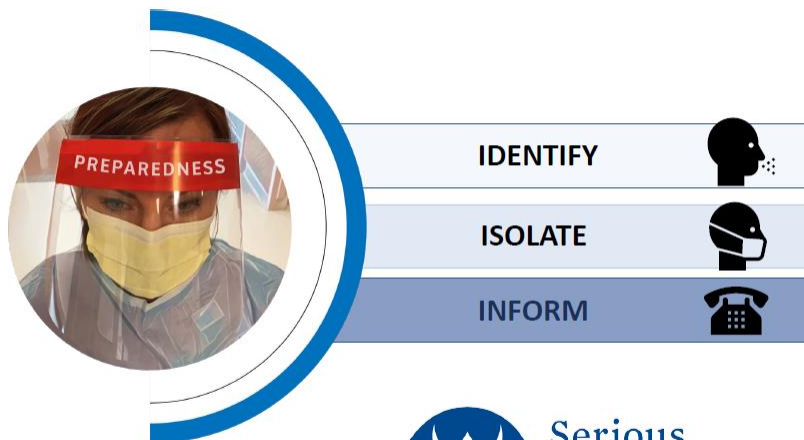 PREPAREDNESS
IDENTIFY
ISOLATE
INFORM
Serious